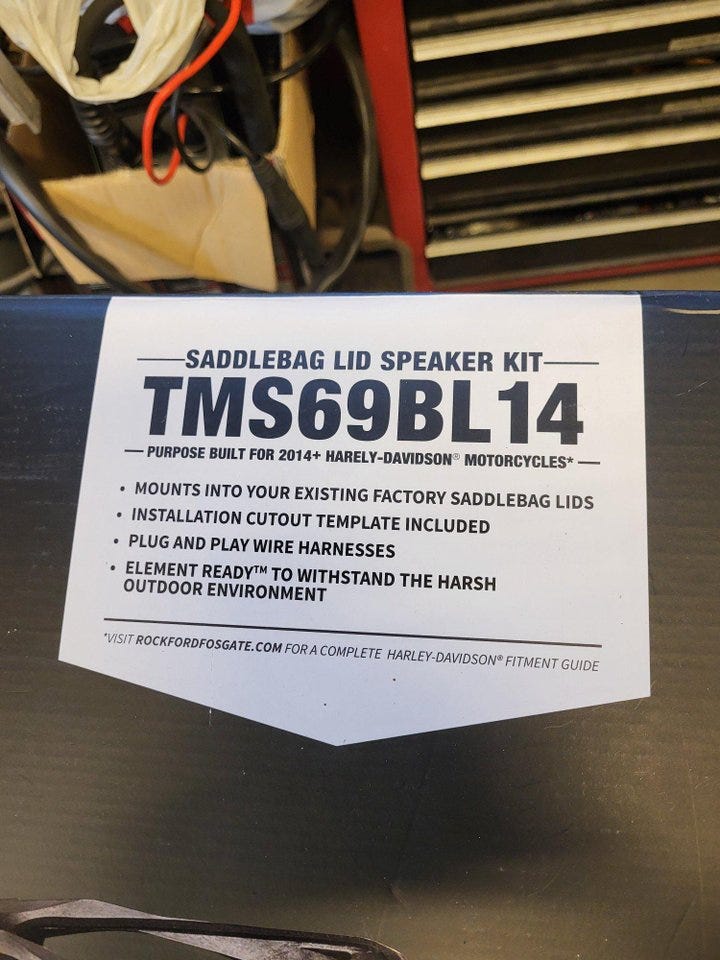 SADDLEBAG LID SPEAKER KIT
TMS69BL14
PURPOSE BUILT FOR 2014+ HARELY-DAVIDSON® MOTORCYCLES*
• MOUNTS INTO YOUR EXISTING FACTORY SADDLEBAG LIDS
• INSTALLATION CUTOUT TEMPLATE INCLUDED
• PLUG AND PLAY WIRE HARNESSES
• ELEMENT READY™ TO WITHSTAND THE HARSH
OUTDOOR ENVIRONMENT
*VISIT ROCKFORDFOSGATE.COM FOR A COMPLETE HARLEY-DAVIDSON® FITMENT GUIDE